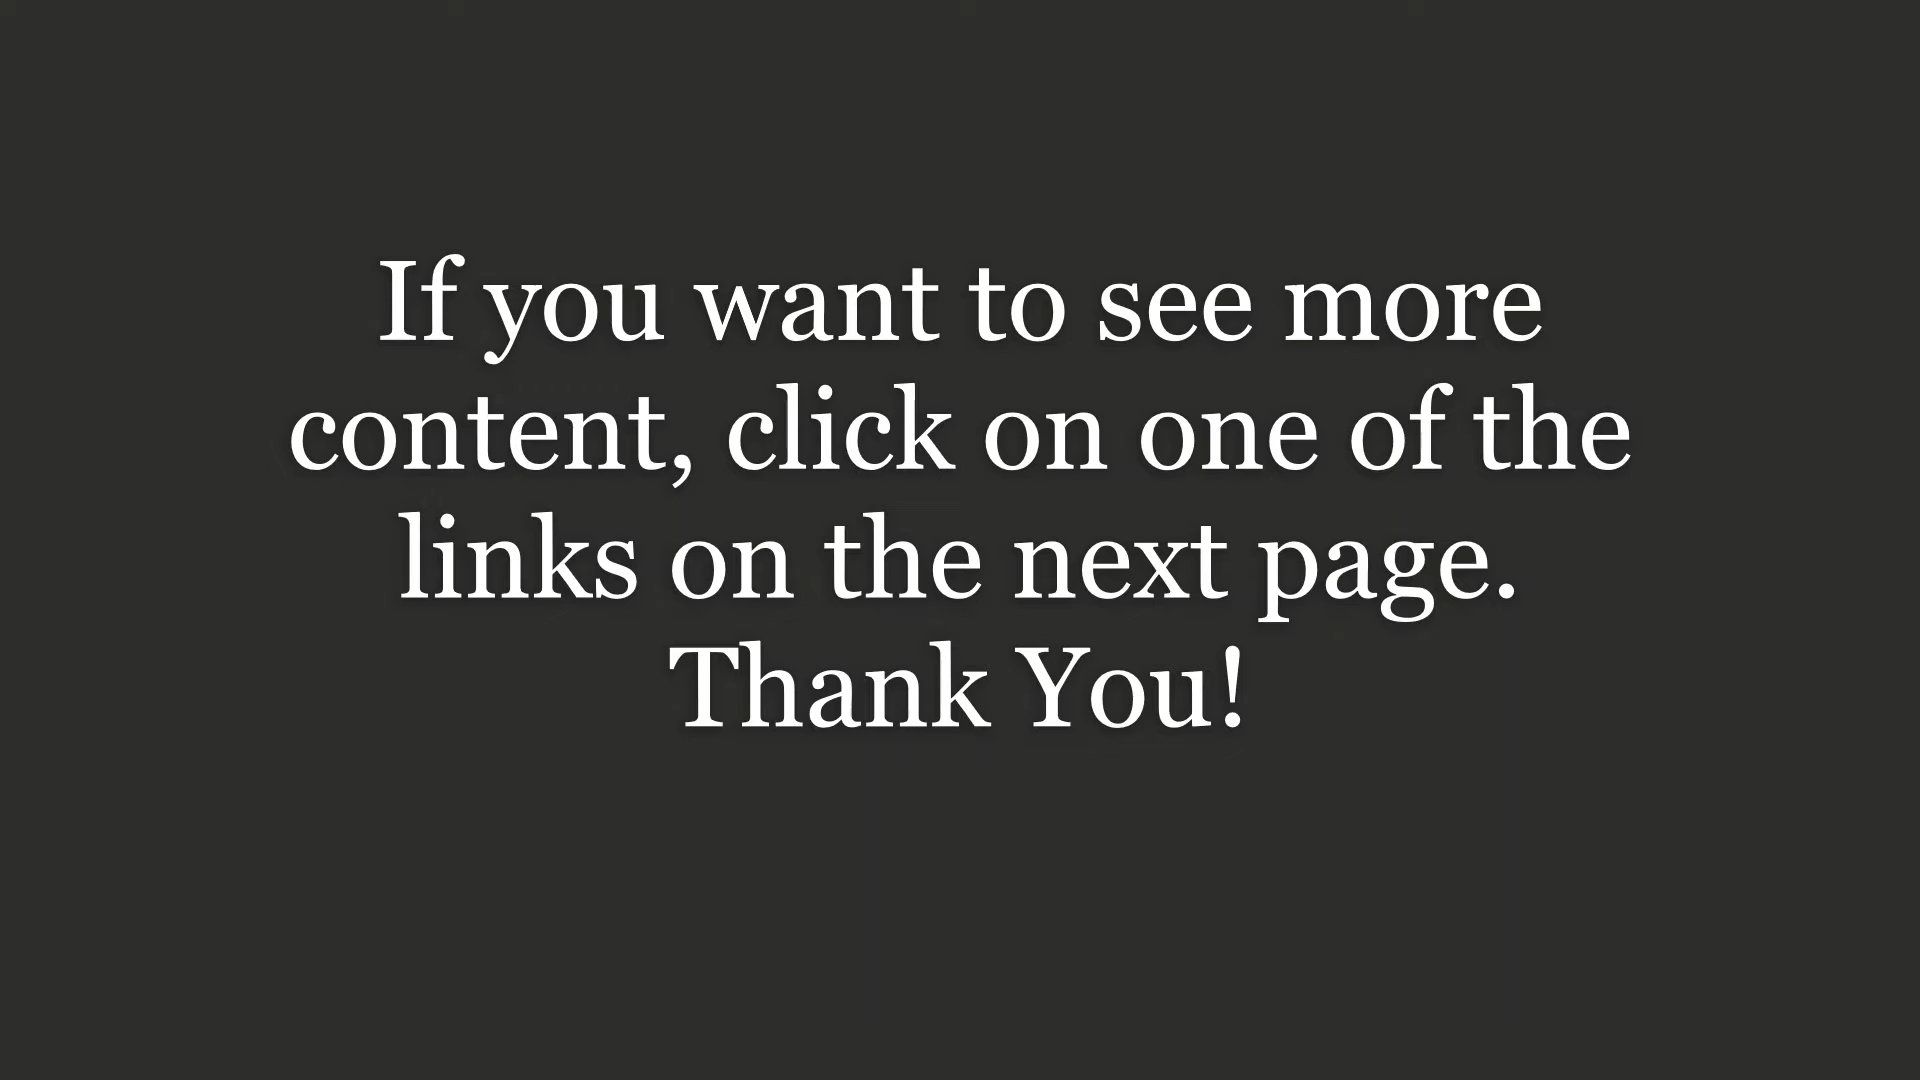 If you want to see more
content, click on one of the
links on the next page.
Thank You!